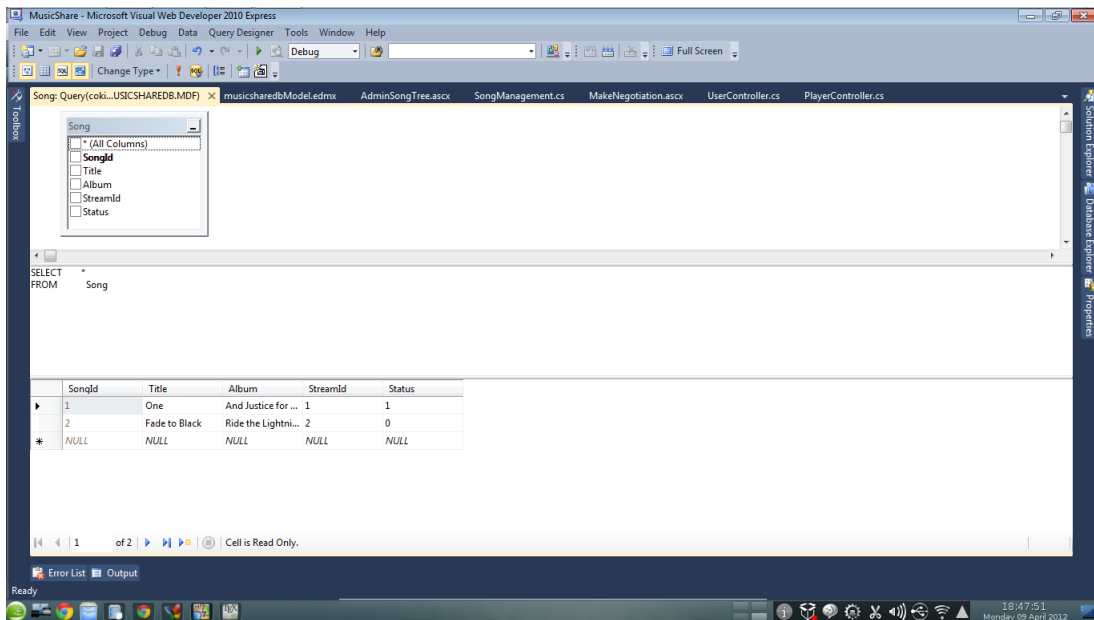 MusicShare - Microsoft Visual Web Developer 2010 Express
File Edit View Project Debug Data Query Designer Tools Window Help
Debug Full Screen
Change Type SQL
Song: Query(coki...USICSHAREDB.MDF) musicsharedbModel.edmx AdminSongTree.ascx SongManagement.cs MakeNegotiation.ascx UserController.cs PlayerController.cs
Toolbox
Song
* (All Columns)
SongId
Title
Album
StreamId
Status
Solution Explorer
Database Explorer
Properties
SELECT *
FROM Song
SongId Title Album StreamId Status
1 One And Justice for ... 1 1
2 Fade to Black Ride the Lightni... 2 0
NULL NULL NULL NULL NULL
1 of 2 Cell is Read Only.
Error List Output
Ready
18:47:51
Monday 09 April 2012